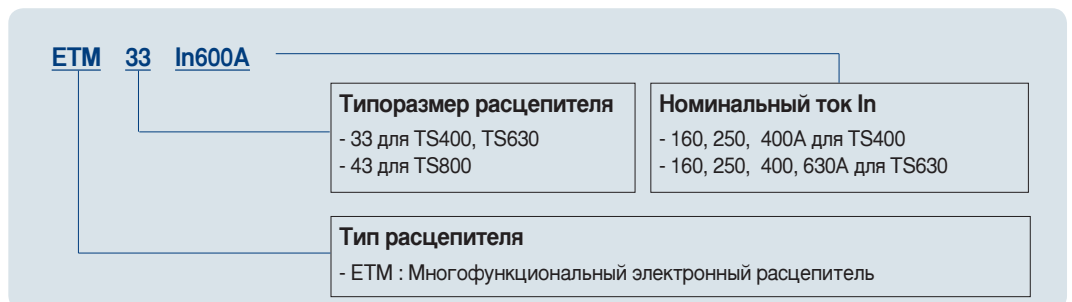 ETM 33 In600A
Типоразмер расцепителя
- 33 для TS400, TS630
- 43 для TS800
Номинальный ток In
- 160, 250, 400A для TS400
- 160, 250, 400, 630A для TS630
Тип расцепителя
- ETM : Многофункциональный электронный расцепитель